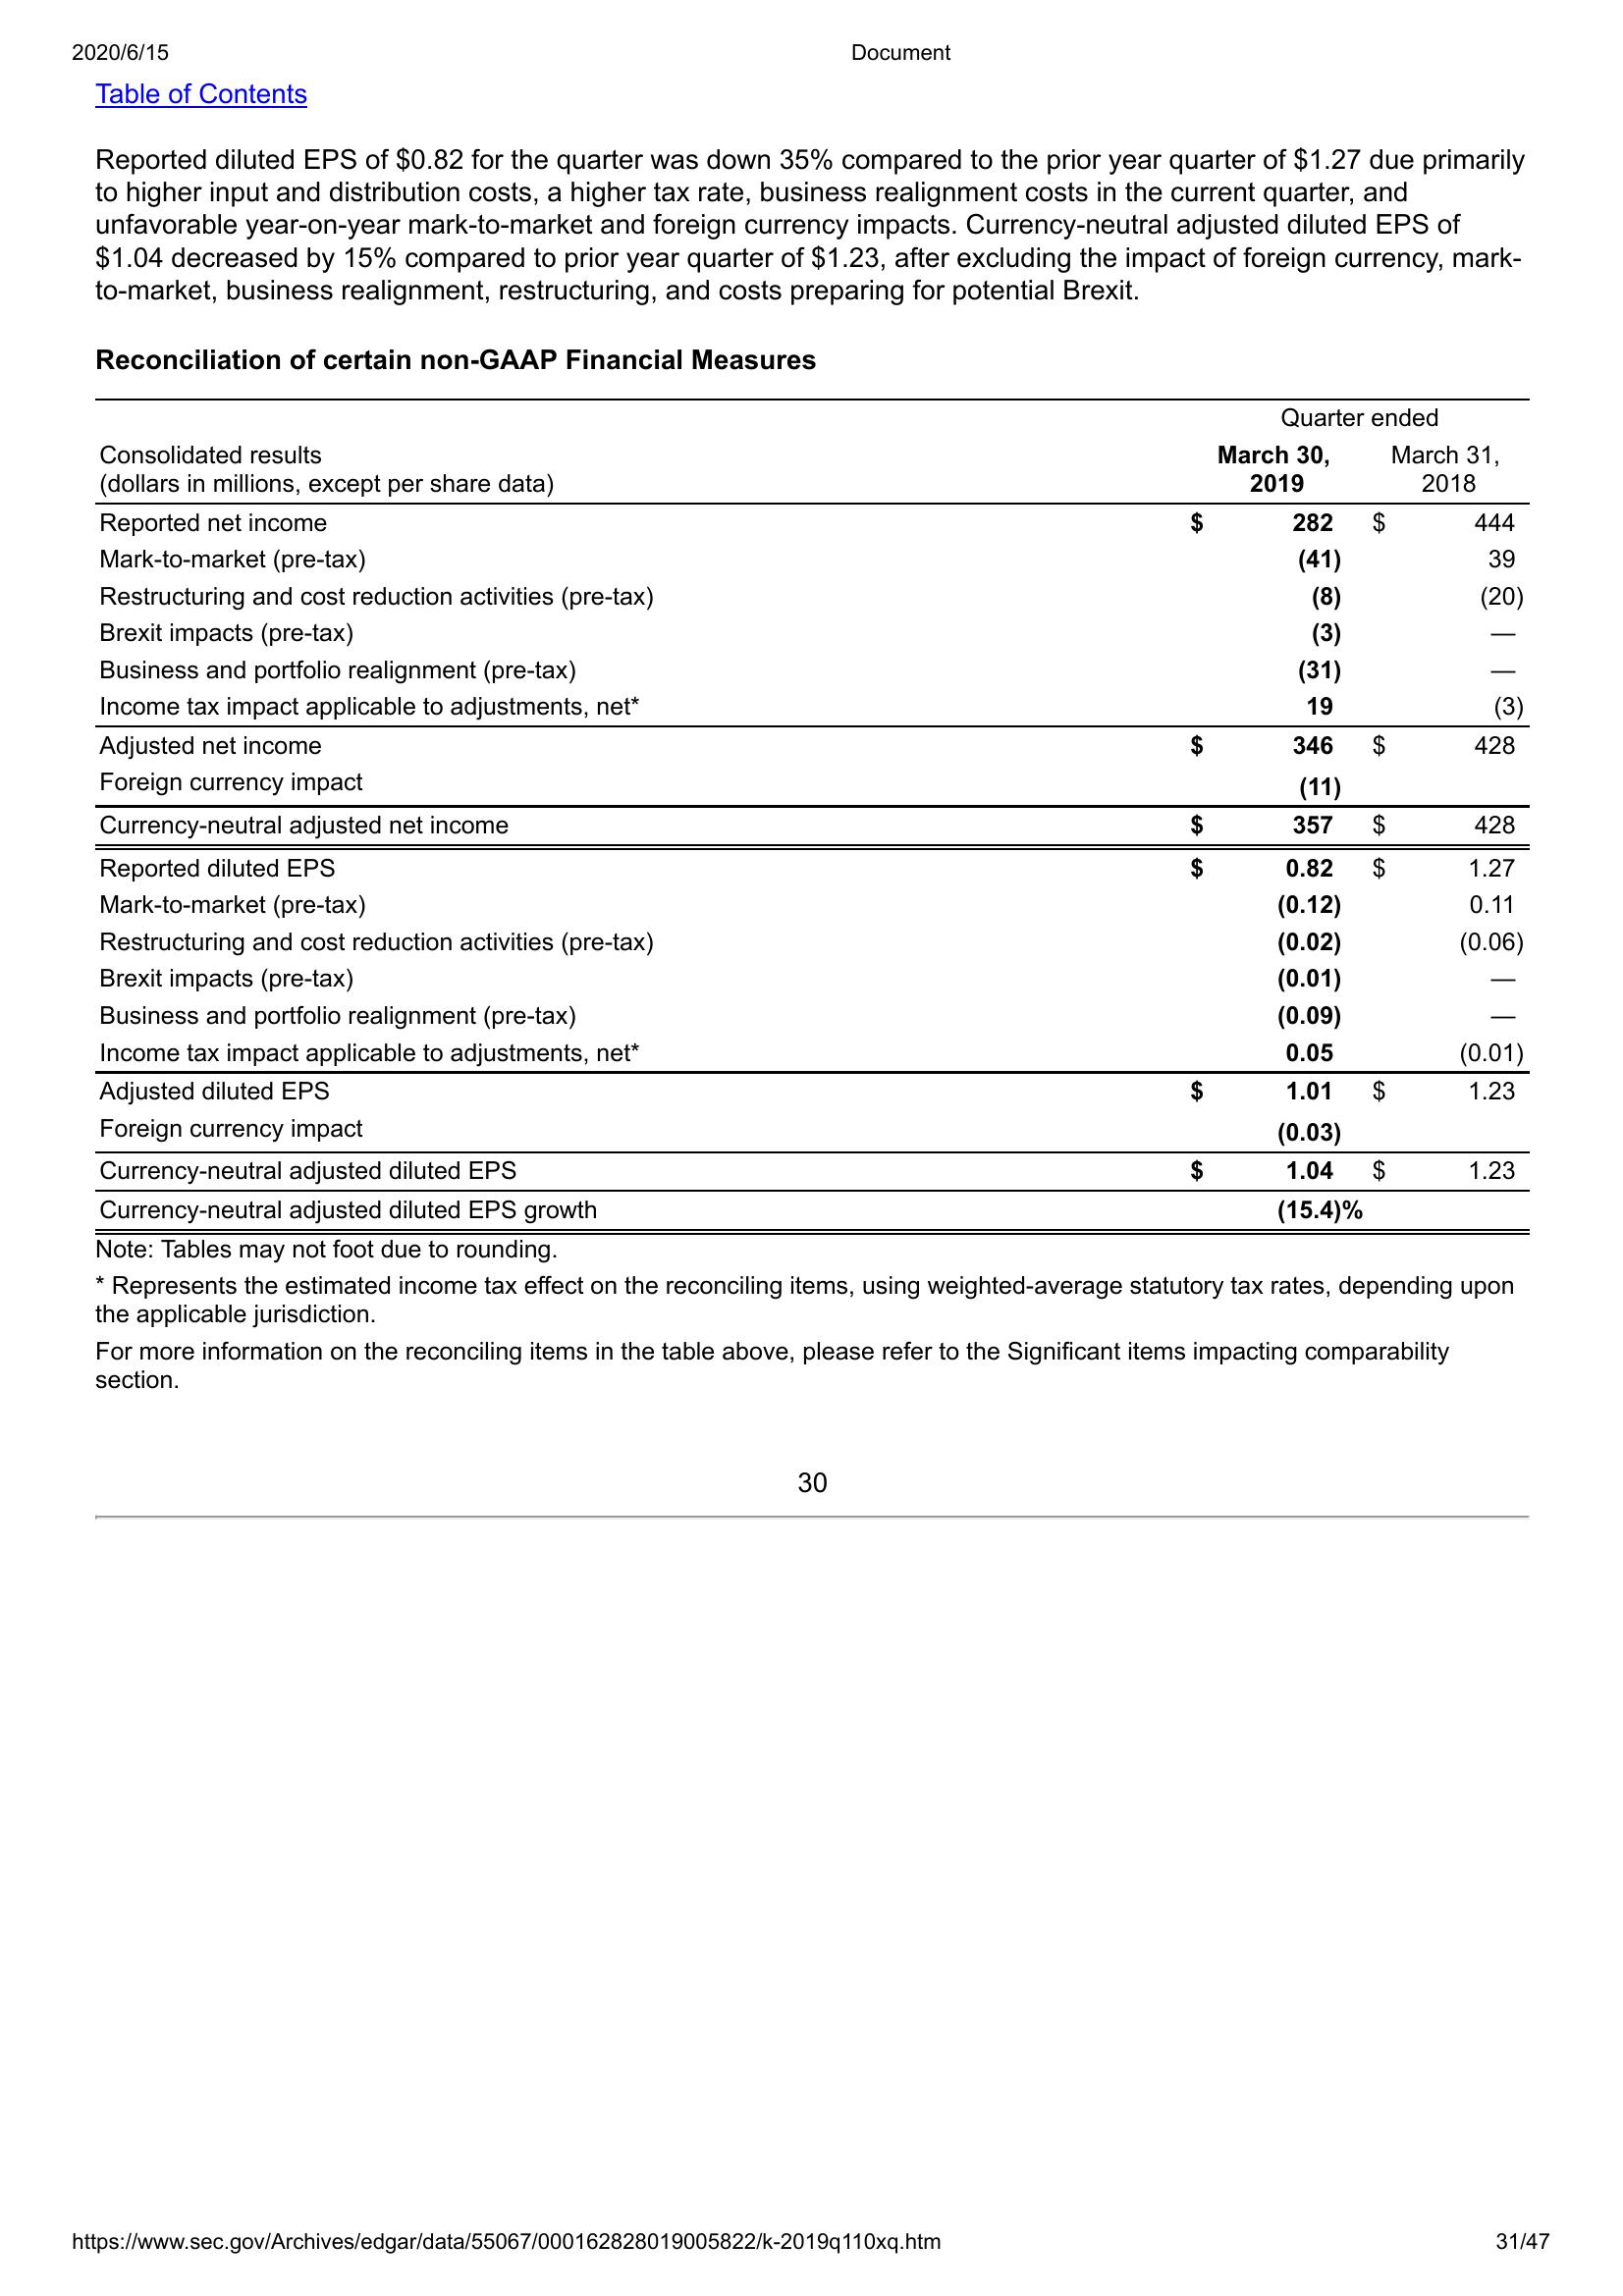 2020/6/15 Document
Table of Contents
Reported diluted EPS of $0.82 for the quarter was down 35% compared to the prior year quarter of $1.27 due primarily
to higher input and distribution costs, a higher tax rate, business realignment costs in the current quarter, and
unfavorable year-on-year mark-to-market and foreign currency impacts. Currency-neutral adjusted diluted EPS of
$1.04 decreased by 15% compared to prior year quarter of $1.23, after excluding the impact of foreign currency, mark-
to-market, business realignment, restructuring, and costs preparing for potential Brexit.
Reconciliation of certain non-GAAP Financial Measures
Quarter ended
Consolidated results March 30, March 31,
(dollars in millions, except per share data) 2019 2018
Reported net income $ 282 $ 444
Mark-to-market (pre-tax) (41) 39
Restructuring and cost reduction activities (pre-tax) (8) (20)
Brexit impacts (pre-tax) (3) —
Business and portfolio realignment (pre-tax) (31) —
Income tax impact applicable to adjustments, net* 19 (3)
Adjusted net income $ 346 $ 428
Foreign currency impact (11)
Currency-neutral adjusted net income $ 357 $ 428
Reported diluted EPS $ 0.82 $ 1.27
Mark-to-market (pre-tax) (0.12) 0.11
Restructuring and cost reduction activities (pre-tax) (0.02) (0.06)
Brexit impacts (pre-tax) (0.01) —
Business and portfolio realignment (pre-tax) (0.09) —
Income tax impact applicable to adjustments, net* 0.05 (0.01)
Adjusted diluted EPS $ 1.01 $ 1.23
Foreign currency impact (0.03)
Currency-neutral adjusted diluted EPS $ 1.04 $ 1.23
Currency-neutral adjusted diluted EPS growth (15.4)%
Note: Tables may not foot due to rounding.
* Represents the estimated income tax effect on the reconciling items, using weighted-average statutory tax rates, depending upon
the applicable jurisdiction.
For more information on the reconciling items in the table above, please refer to the Significant items impacting comparability
section.
30
https://www.sec.gov/Archives/edgar/data/55067/000162828019005822/k-2019q110xq.htm 31/47